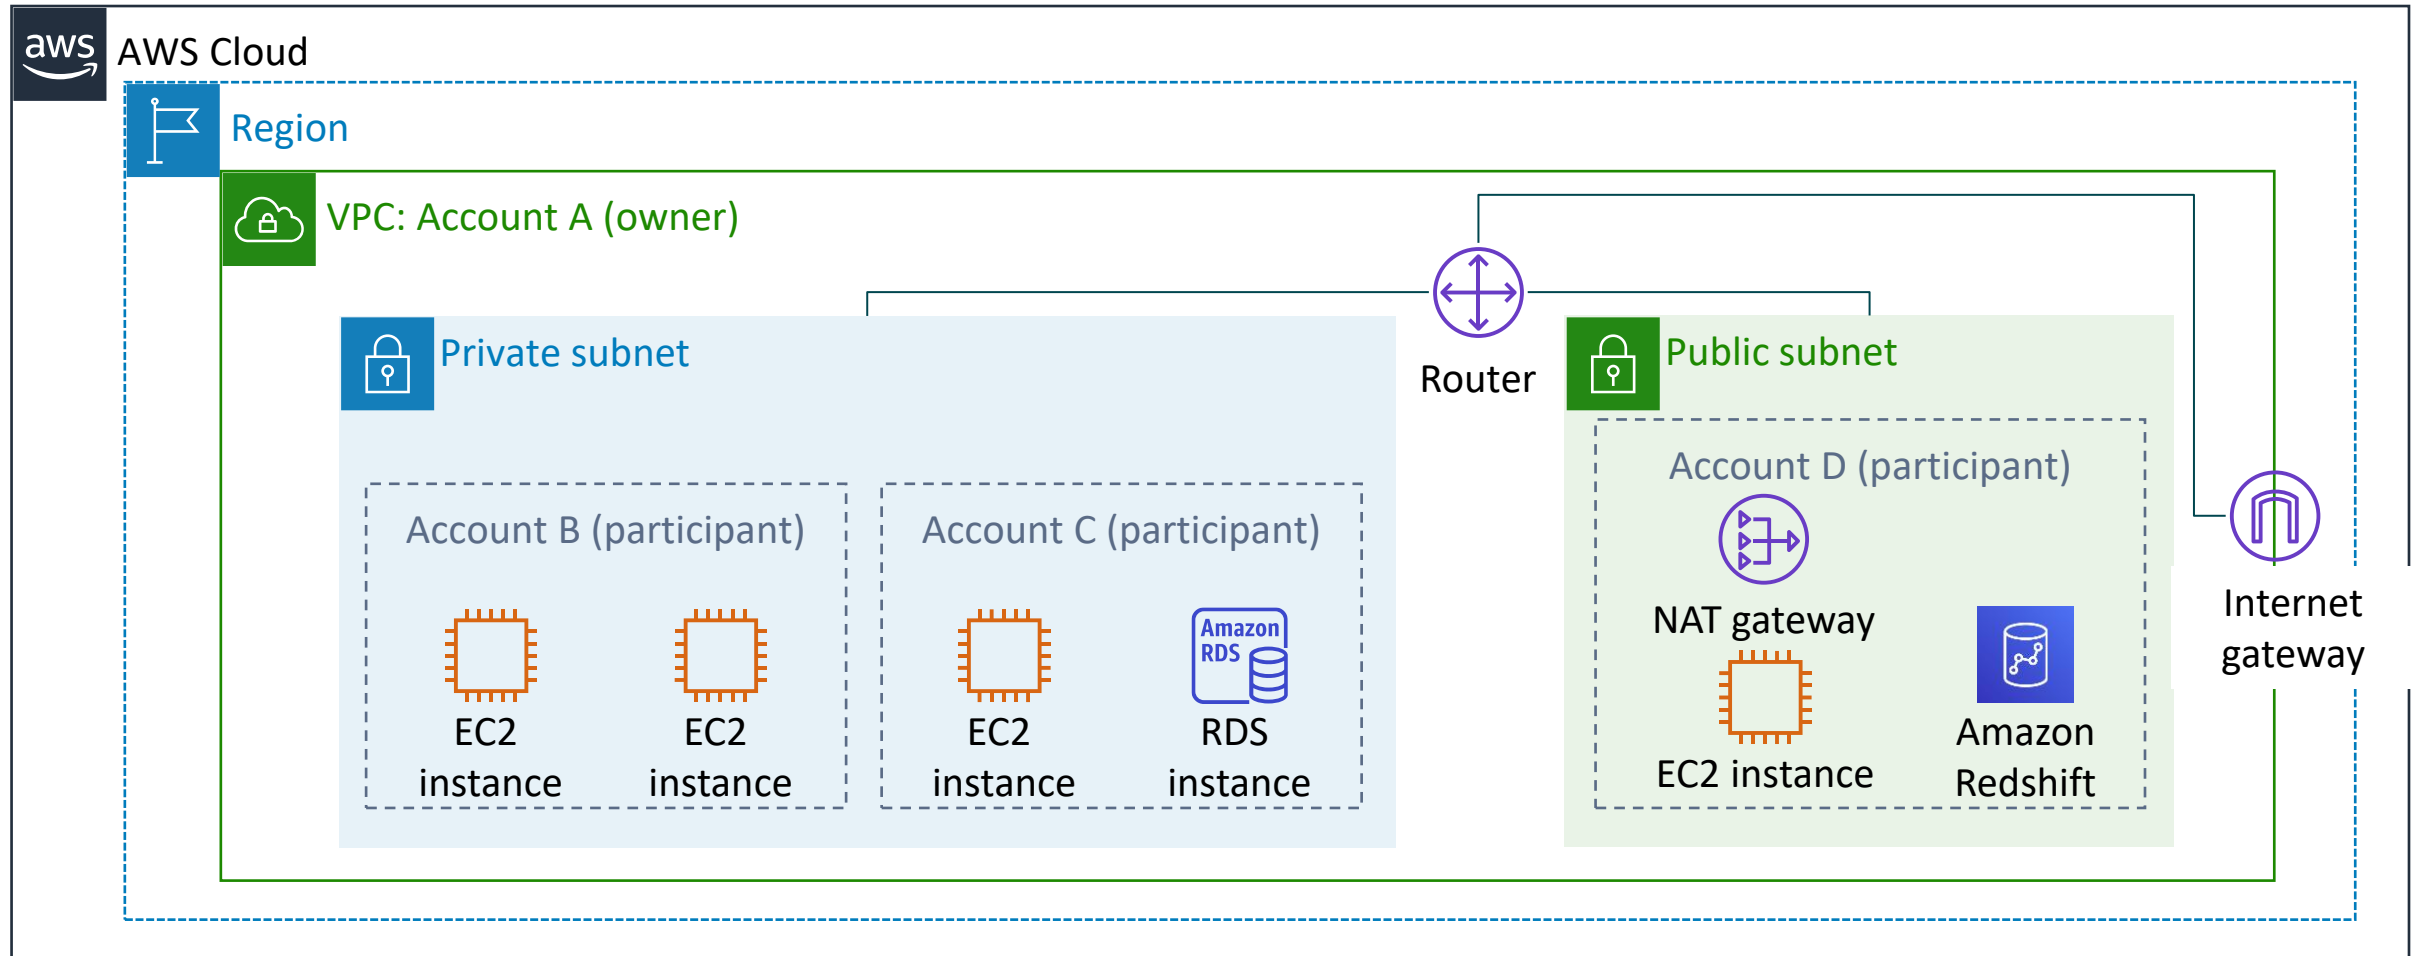 aws
AWS Cloud
Region
VPC: Account A (owner)
Private subnet
Router
Public subnet
Account B (participant)
Account C (participant)
Account D (participant)
EC2
instance
EC2
instance
EC2
instance
Amazon
RDS
RDS
instance
NAT gateway
EC2 instance
Amazon
Redshift
Internet
gateway